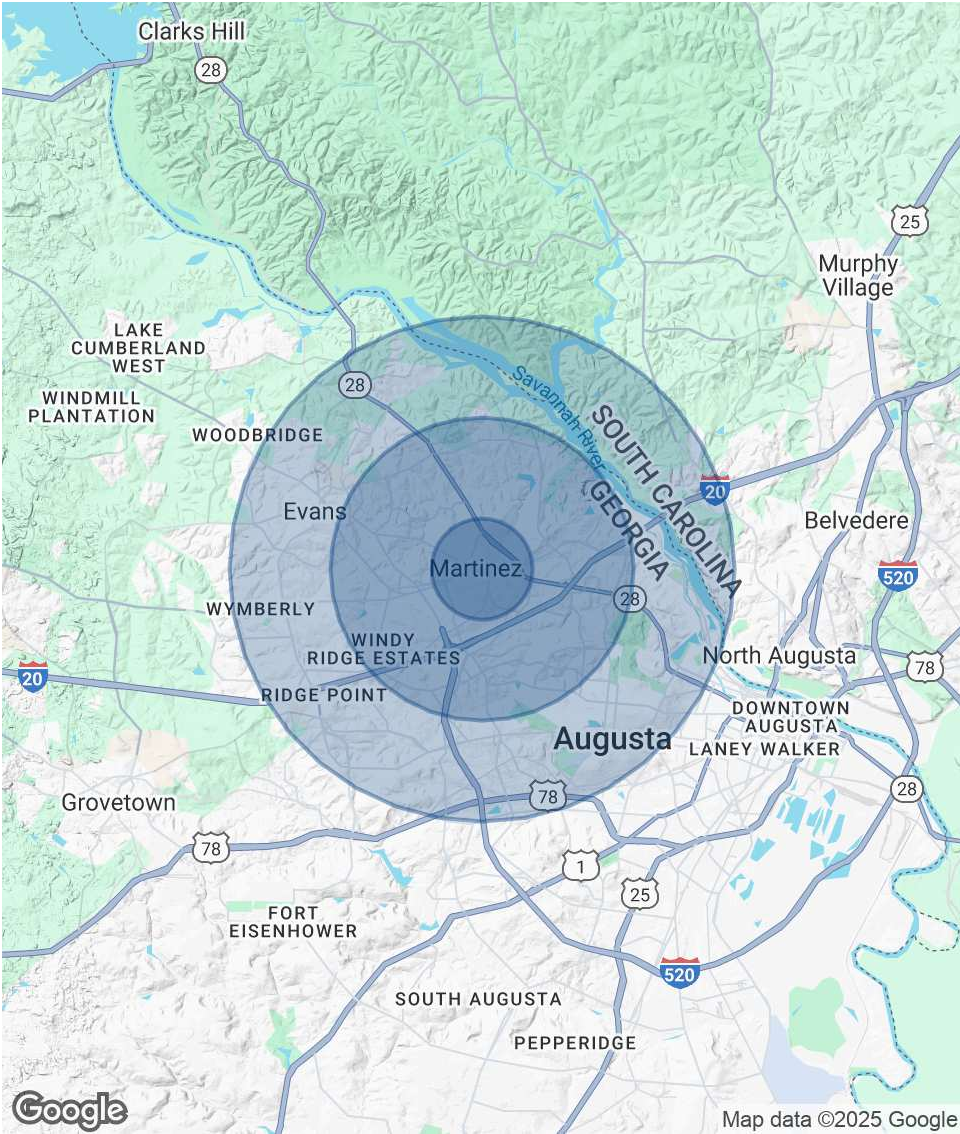 Clarks Hill
28
25
Murphy
Village
LAKE
CUMBERLAND
WEST
WINDMILL
PLANTATION
28
Savannah River
SOUTH CAROLINA
WOODBRIDGE
GEORGIA
20
Evans
Belvedere
Martinez
520
28
WYMBERLY
WINDY
RIDGE ESTATES
North Augusta
78
20
RIDGE POINT
DOWNTOWN
AUGUSTA
Augusta
LANEY WALKER
28
78
Grovetown
78
1
25
FORT
EISENHOWER
520
SOUTH AUGUSTA
PEPPERIDGE
Google
Map data ©2025 Google